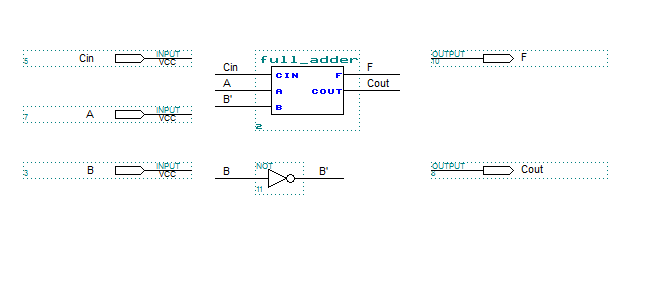 5 Cin INPUT VCC
7 A INPUT VCC
3 B INPUT VCC
full_adder
Cin CIN F F
A A COUT Cout
B' B
2
B NOT B'
11
OUTPUT F
10
OUTPUT Cout
8